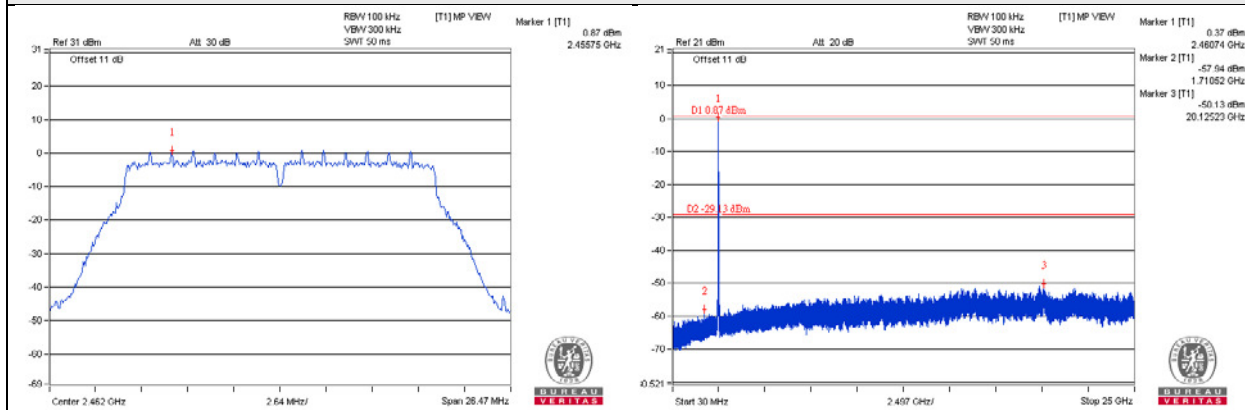 RBW 100 kHz
VBW 300 kHz
SWT 50 ms
[T1] MP VIEW
Marker 1 [T1]
0.87 dBm
2.45575 GHz
Ref 31 dBm
Att 30 dB
Offset 11 dB
31
20
10
0
-10
-20
-30
-40
-50
-60
-69
1
Center 2.462 GHz
2.64 MHz/
Span 26.47 MHz
BUREAU
VERITAS
RBW 100 kHz
VBW 300 kHz
SWT 50 ms
[T1] MP VIEW
Marker 1 [T1]
0.37 dBm
2.46074 GHz
Marker 2 [T1]
-57.94 dBm
1.71052 GHz
Marker 3 [T1]
-50.13 dBm
20.12523 GHz
Ref 21 dBm
Att 20 dB
Offset 11 dB
21
10
0
-10
-20
-30
-40
-50
-60
-70
-0.521
1
D1 0.87 dBm
D2 -29.13 dBm
2
3
Start 30 MHz
2.497 GHz/
Stop 25 GHz
BUREAU
VERITAS